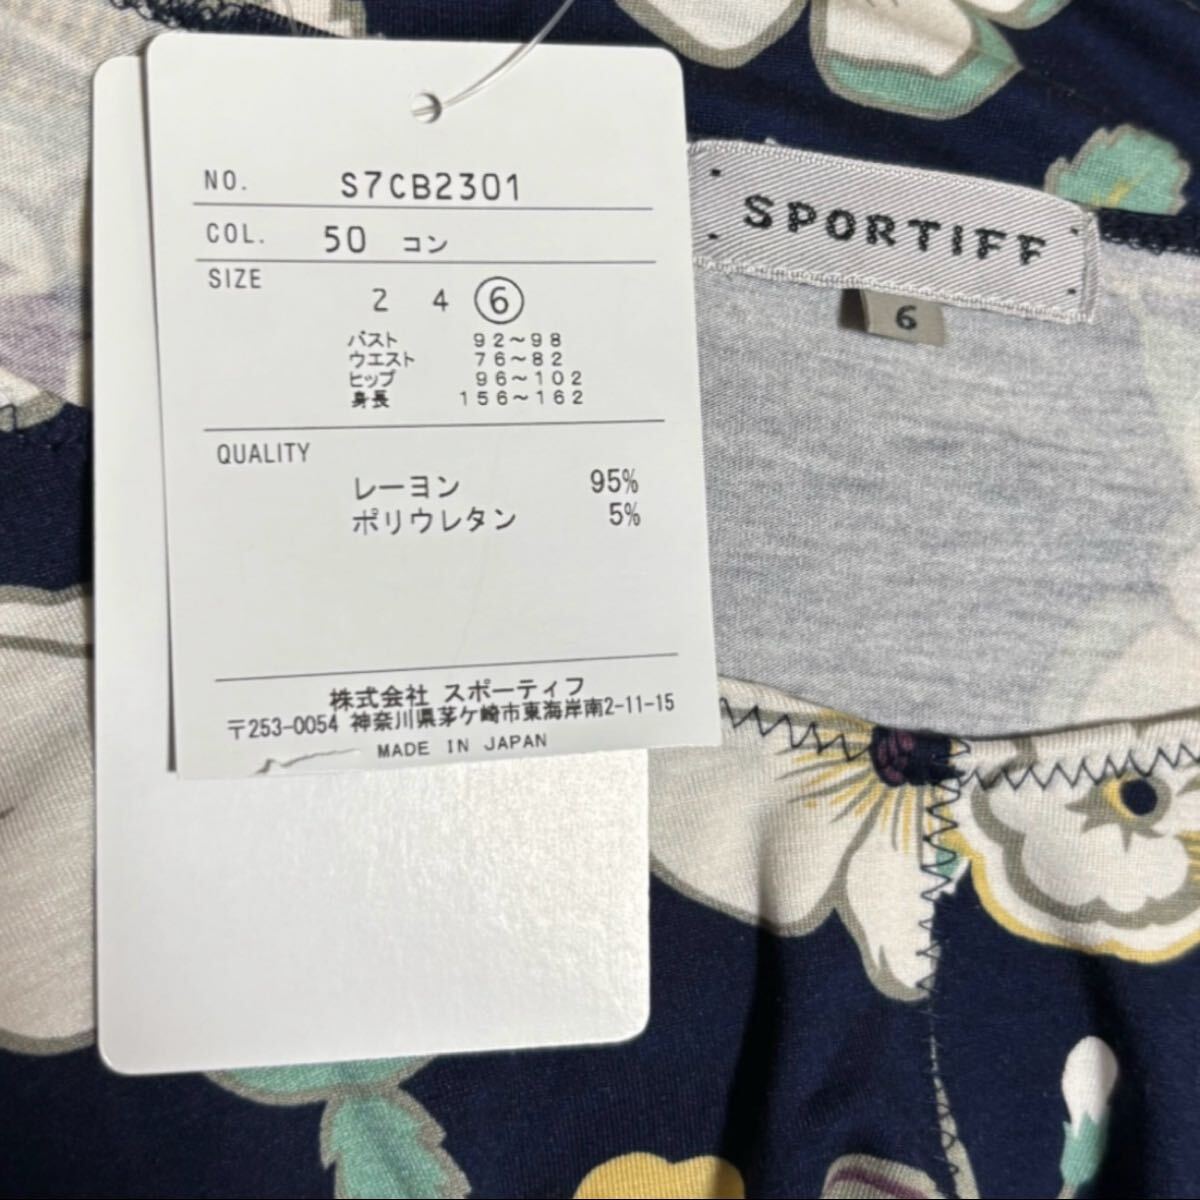 NO. S7CB2301
COL. 50 コン
SIZE
2 4 6
バスト 92~98
ウエスト 76~82
ヒップ 96~102
身長 156~162
QUALITY
レーヨン 95%
ポリウレタン 5%
株式会社 スポーティフ
〒253-0054 神奈川県茅ケ崎市東海岸南2-11-15
MADE IN JAPAN
SPORTIFF
6